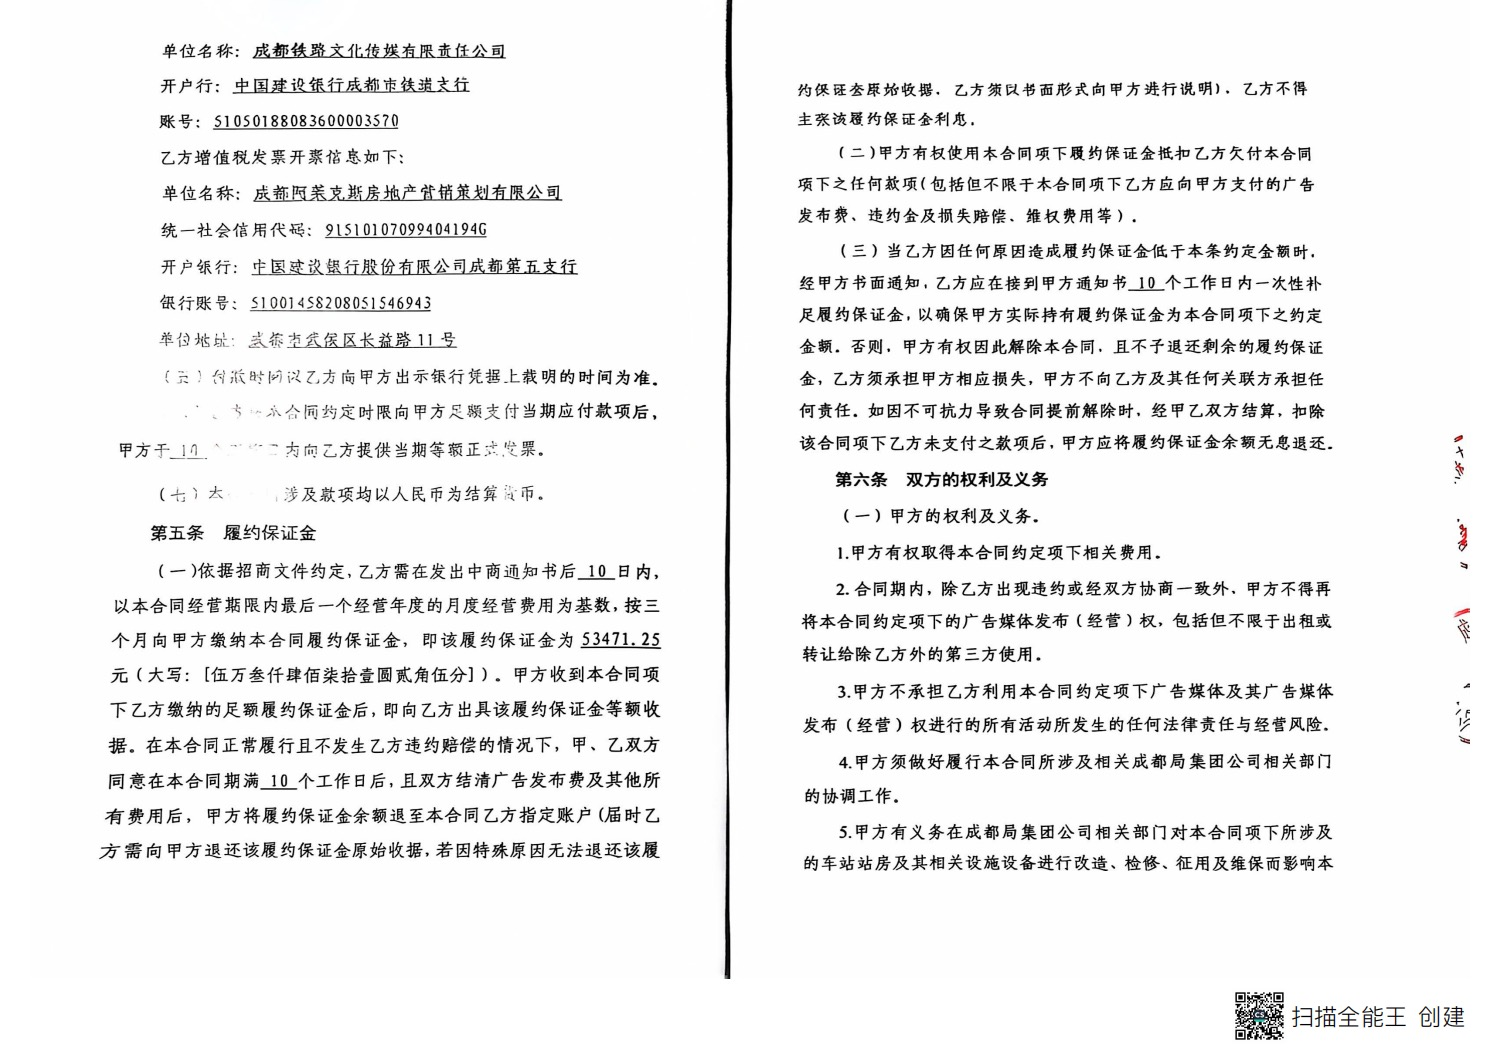 单位名称：成都铁路文化传媒有限责任公司
开户行：中国建设银行成都市铁道支行
账号：51050188083600003570
乙方增值税发票开票信息如下：
单位名称：成都阿莱克斯房地产营销策划有限公司
统一社会信用代码：91510107099404194G
开户银行：中国建设银行股份有限公司成都第五支行
银行账号：51001458208051546943
单位地址：成都市武侯区长益路11号
（五）付款时间以乙方向甲方出示银行凭据上载明的时间为准。
本合同约定时限向甲方足额支付当期应付款项后，
甲方于10 内向乙方提供当期等额正式发票。
（七）本 涉及款项均以人民币为结算货币。
第五条 履约保证金
（一）依据招商文件约定，乙方需在发出中商通知书后10日内，
以本合同经营期限内最后一个经营年度的月度经营费用为基数，按三
个月向甲方缴纳本合同履约保证金，即该履约保证金为53471.25
元（大写：[伍万叁仟肆佰柒拾壹圆贰角伍分]）。甲方收到本合同项
下乙方缴纳的足额履约保证金后，即向乙方出具该履约保证金等额收
据。在本合同正常履行且不发生乙方违约赔偿的情况下，甲、乙双方
同意在本合同期满10个工作日后，且双方结清广告发布费及其他所
有费用后，甲方将履约保证金余额退至本合同乙方指定账户（届时乙
方需向甲方退还该履约保证金原始收据，若因特殊原因无法退还该履
约保证金原始收据，乙方须以书面形式向甲方进行说明），乙方不得
主张该履约保证金利息。
（二）甲方有权使用本合同项下履约保证金抵扣乙方欠付本合同
项下之任何款项（包括但不限于本合同项下乙方应向甲方支付的广告
发布费、违约金及损失赔偿、维权费用等）。
（三）当乙方因任何原因造成履约保证金低于本条约定金额时，
经甲方书面通知，乙方应在接到甲方通知书10个工作日内一次性补
足履约保证金，以确保甲方实际持有履约保证金为本合同项下之约定
金额。否则，甲方有权因此解除本合同，且不予退还剩余的履约保证
金，乙方须承担甲方相应损失，甲方不向乙方及其任何关联方承担任
何责任。如因不可抗力导致合同提前解除时，经甲乙双方结算，扣除
该合同项下乙方未支付之款项后，甲方应将履约保证金余额无息退还。
第六条 双方的权利及义务
（一）甲方的权利及义务。
1.甲方有权取得本合同约定项下相关费用。
2.合同期内，除乙方出现违约或经双方协商一致外，甲方不得再
将本合同约定项下的广告媒体发布（经营）权，包括但不限于出租或
转让给除乙方外的第三方使用。
3.甲方不承担乙方利用本合同约定项下广告媒体及其广告媒体
发布（经营）权进行的所有活动所发生的任何法律责任与经营风险。
4.甲方须做好履行本合同所涉及相关成都局集团公司相关部门
的协调工作。
5.甲方有义务在成都局集团公司相关部门对本合同项下所涉及
的车站站房及其相关设施设备进行改造、检修、征用及维保而影响本
扫描全能王 创建